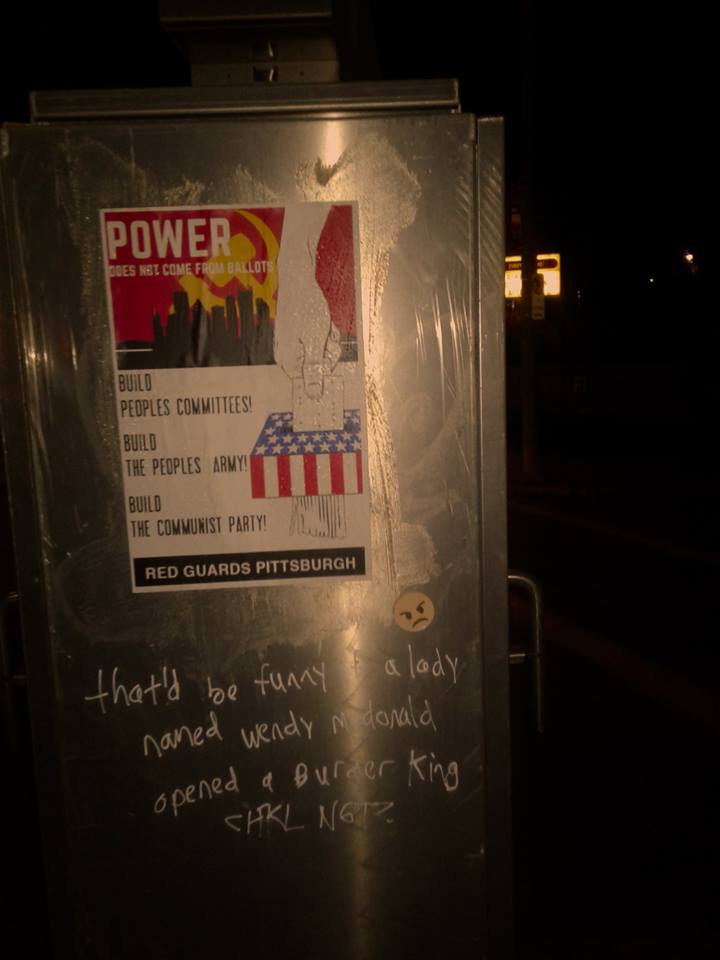 POWER
DOES NOT COME FROM BALLOTS
BUILD
PEOPLES COMMITTEES!
BUILD
THE PEOPLES ARMY!
BUILD
THE COMMUNIST PARTY!
RED GUARDS PITTSBURGH
that'd be funny a lady
named wendy mcdonald
opened a Burger King